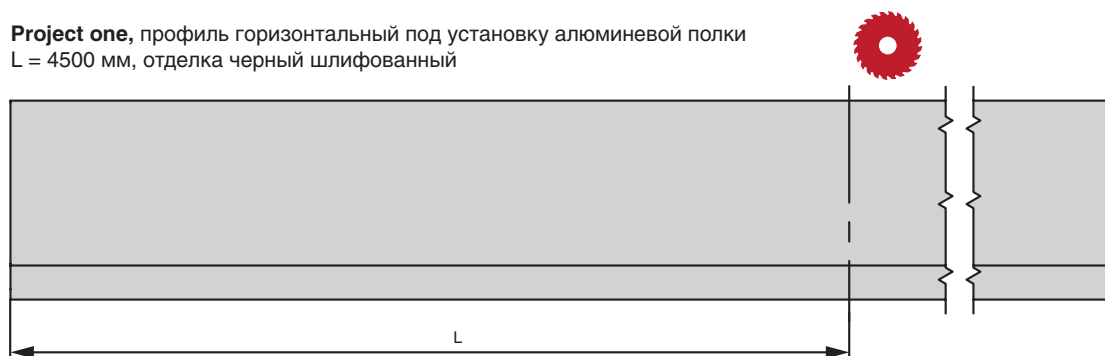 Project one, профиль горизонтальный под установку алюминевой полки
L = 4500 мм, отделка черный шлифованный
L